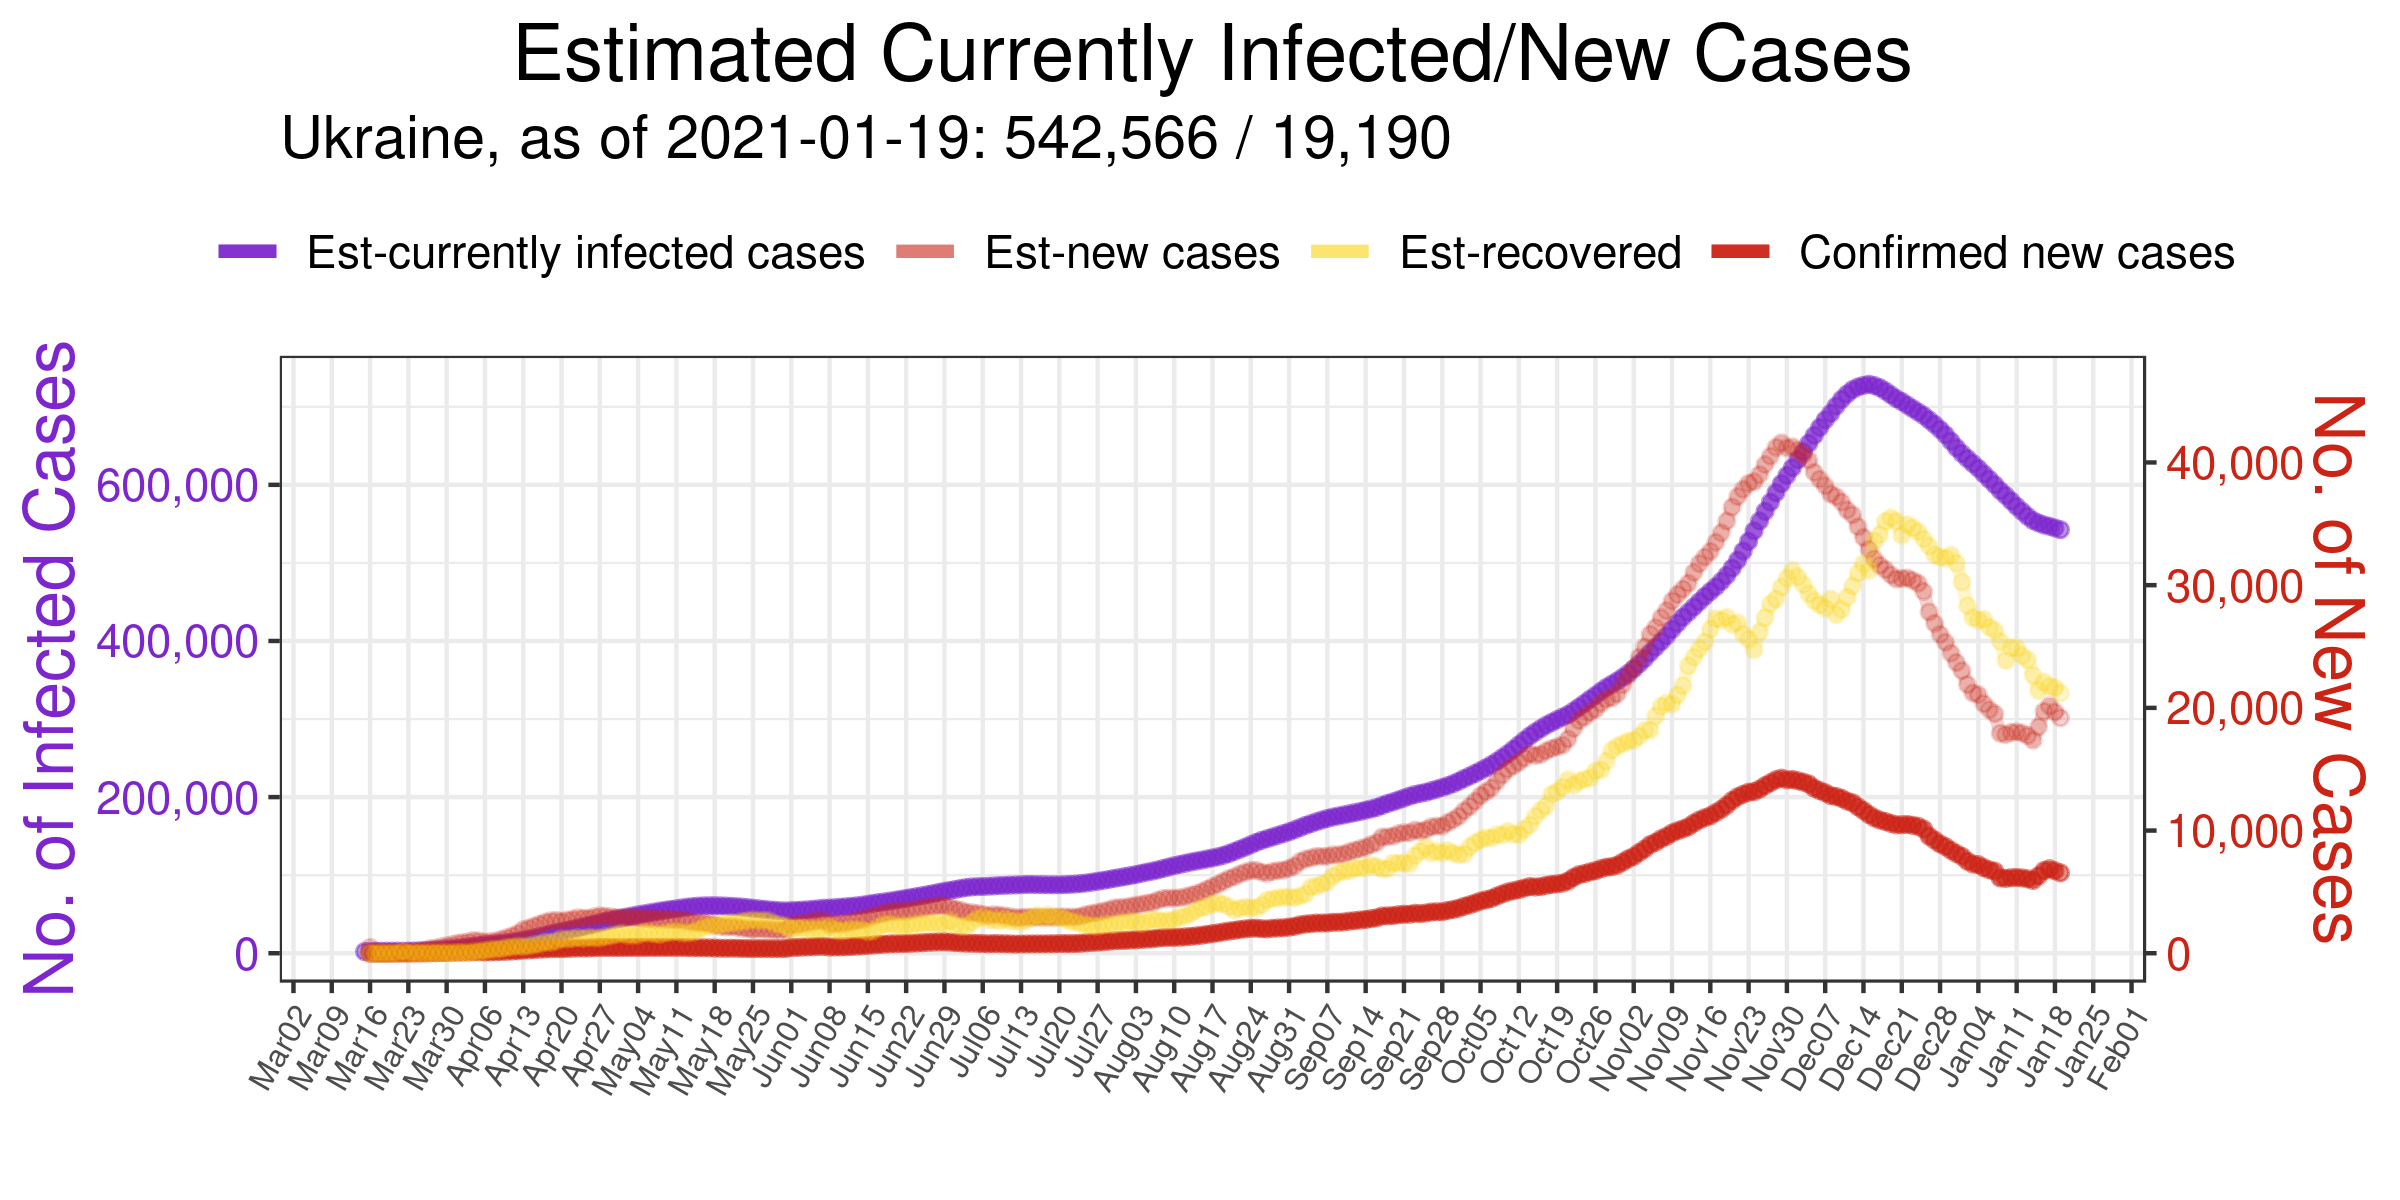 Estimated Currently Infected/New Cases
Ukraine, as of 2021-01-19: 542,566 / 19,190
Est-currently infected cases Est-new cases Est-recovered Confirmed new cases
No. of Infected Cases
600,000
400,000
200,000
0
40,000
30,000
20,000
10,000
0
No. of New Cases
Mar02 Mar09 Mar16 Mar23 Mar30 Apr06 Apr13 Apr20 Apr27 May04 May11 May18 May25 Jun01 Jun08 Jun15 Jun22 Jun29 Jul06 Jul13 Jul20 Jul27 Aug03 Aug10 Aug17 Aug24 Aug31 Sep07 Sep14 Sep21 Sep28 Oct05 Oct12 Oct19 Oct26 Nov02 Nov09 Nov16 Nov23 Nov30 Dec07 Dec14 Dec21 Dec28 Jan04 Jan11 Jan18 Jan25 Feb01